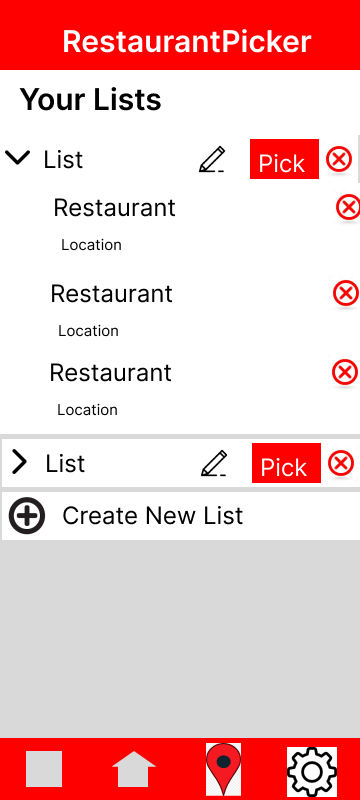 RestaurantPicker
Your Lists
List Pick
Restaurant
Location
Restaurant
Location
Restaurant
Location
List Pick
Create New List